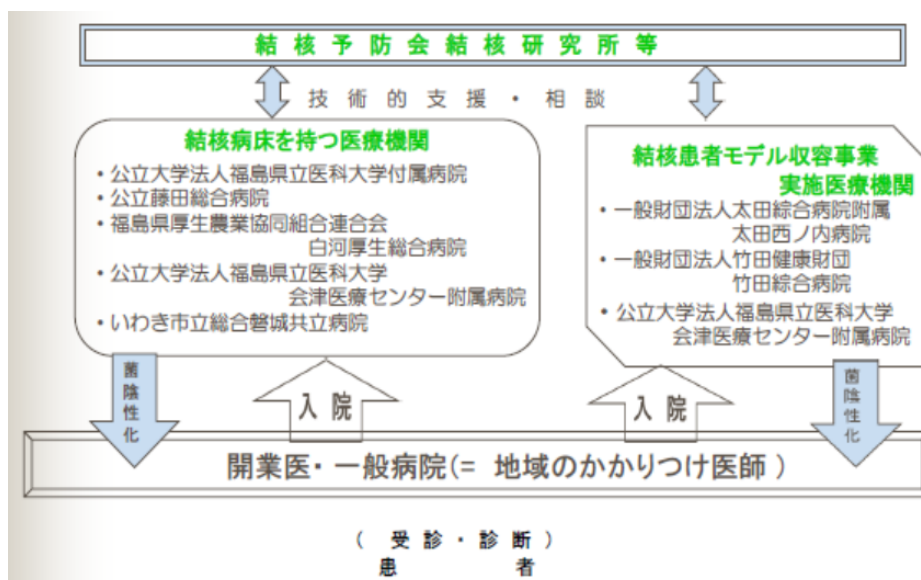 結核予防会結核研究所等
技術的支援・相談
結核病床を持つ医療機関
・公立大学法人福島県立医科大学付属病院
・公立藤田総合病院
・福島県厚生農業協同組合連合会
白河厚生総合病院
・公立大学法人福島県立医科大学
会津医療センター附属病院
・いわき市立総合磐城共立病院
結核患者モデル収容事業
実施医療機関
・一般財団法人太田綜合病院附属
太田西ノ内病院
・一般財団法人竹田健康財団
竹田綜合病院
・公立大学法人福島県立医科大学
会津医療センター附属病院
菌陰性化
入院
入院
菌陰性化
開業医・一般病院(= 地域のかかりつけ医師 )
( 受診・診断 )
患 者